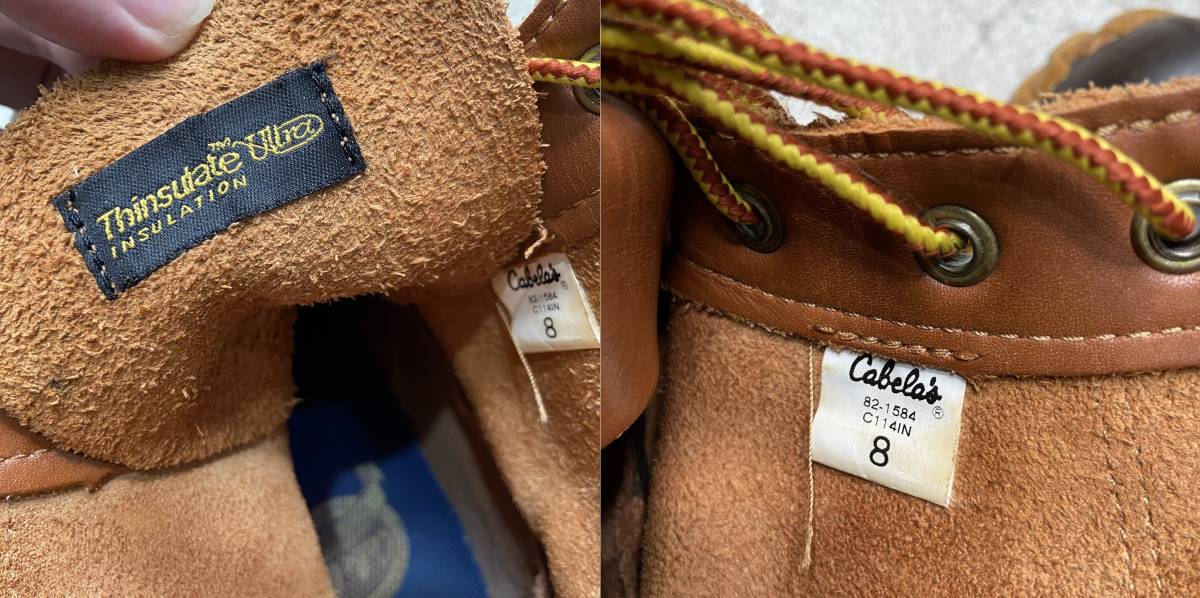 Thinsulate™ Ultra
INSULATION
Cabela's®
82-1584
C114IN
8
Cabela's®
82-1584
C114IN
8